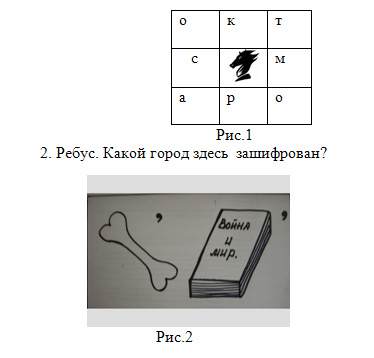 о к т
с м
а р о
Рис.1
2. Ребус. Какой город здесь зашифрован?
, ,
Война
и
мир.
Рис.2